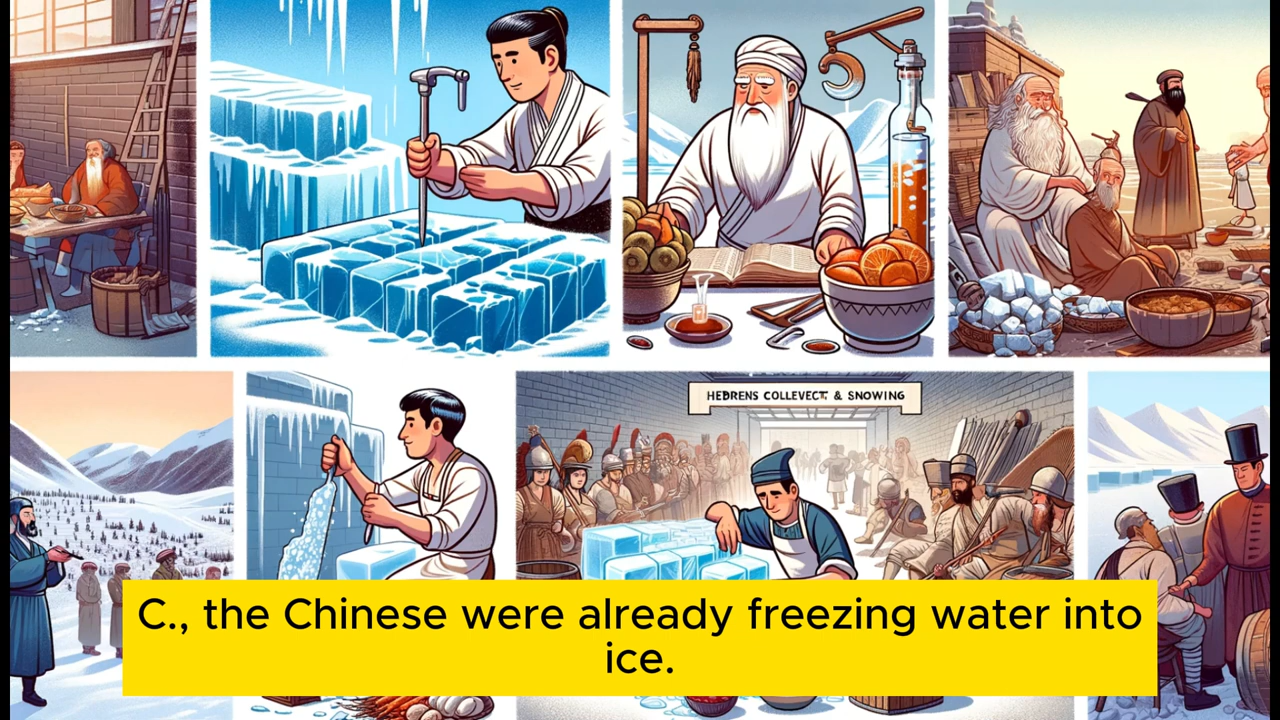 HEDRENS COLLEVECT. & SNOWING
C., the Chinese were already freezing water into
ice.